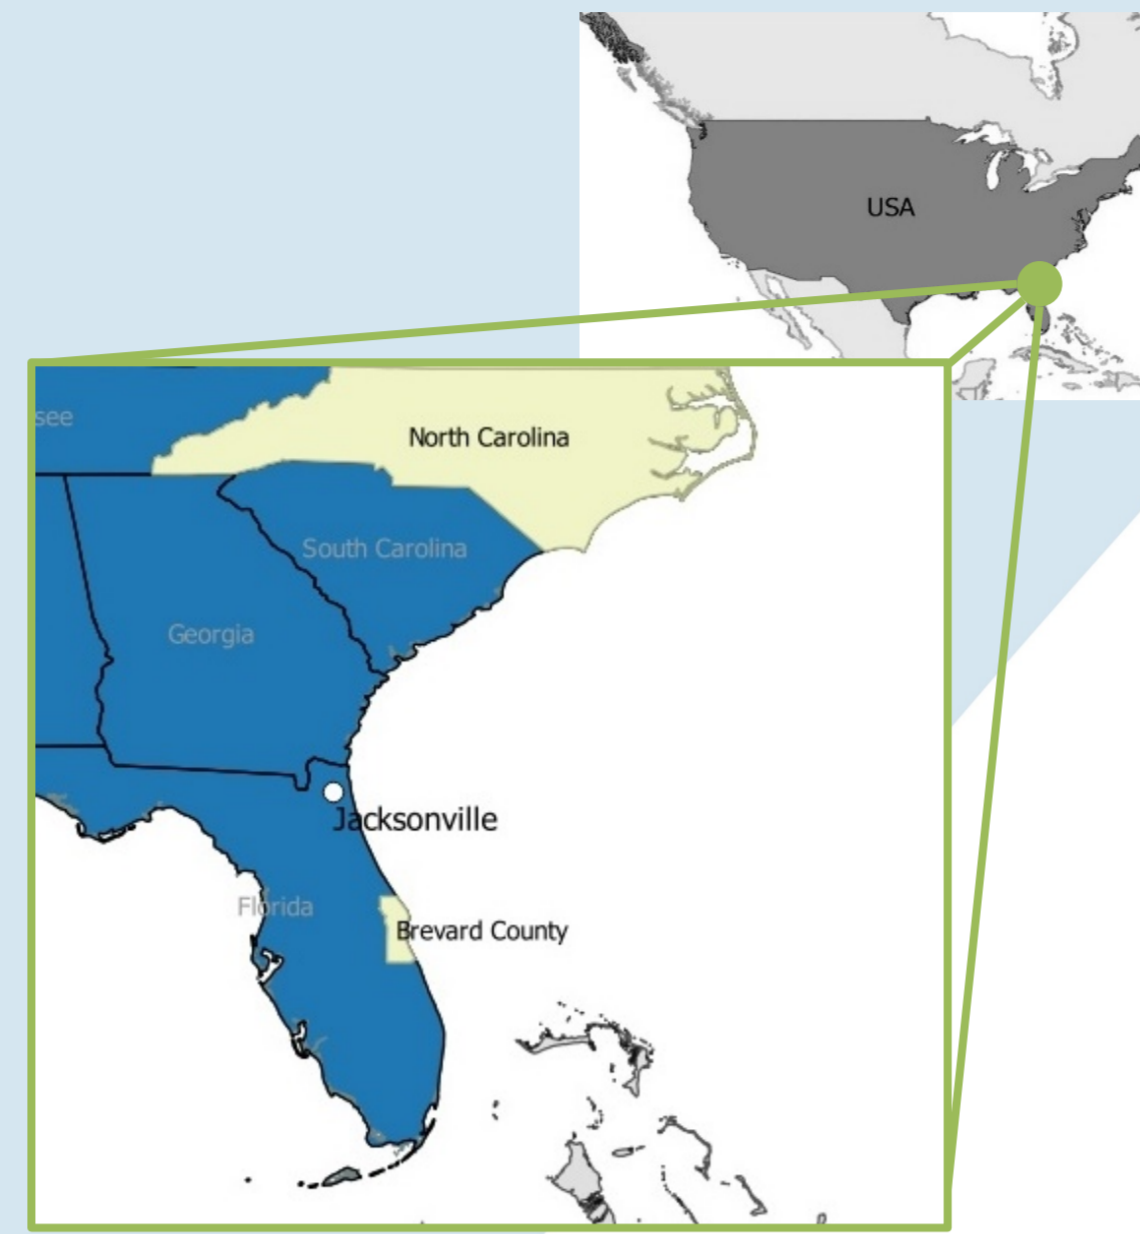 USA
see
North Carolina
South Carolina
Georgia
Jacksonville
Florida
Brevard County